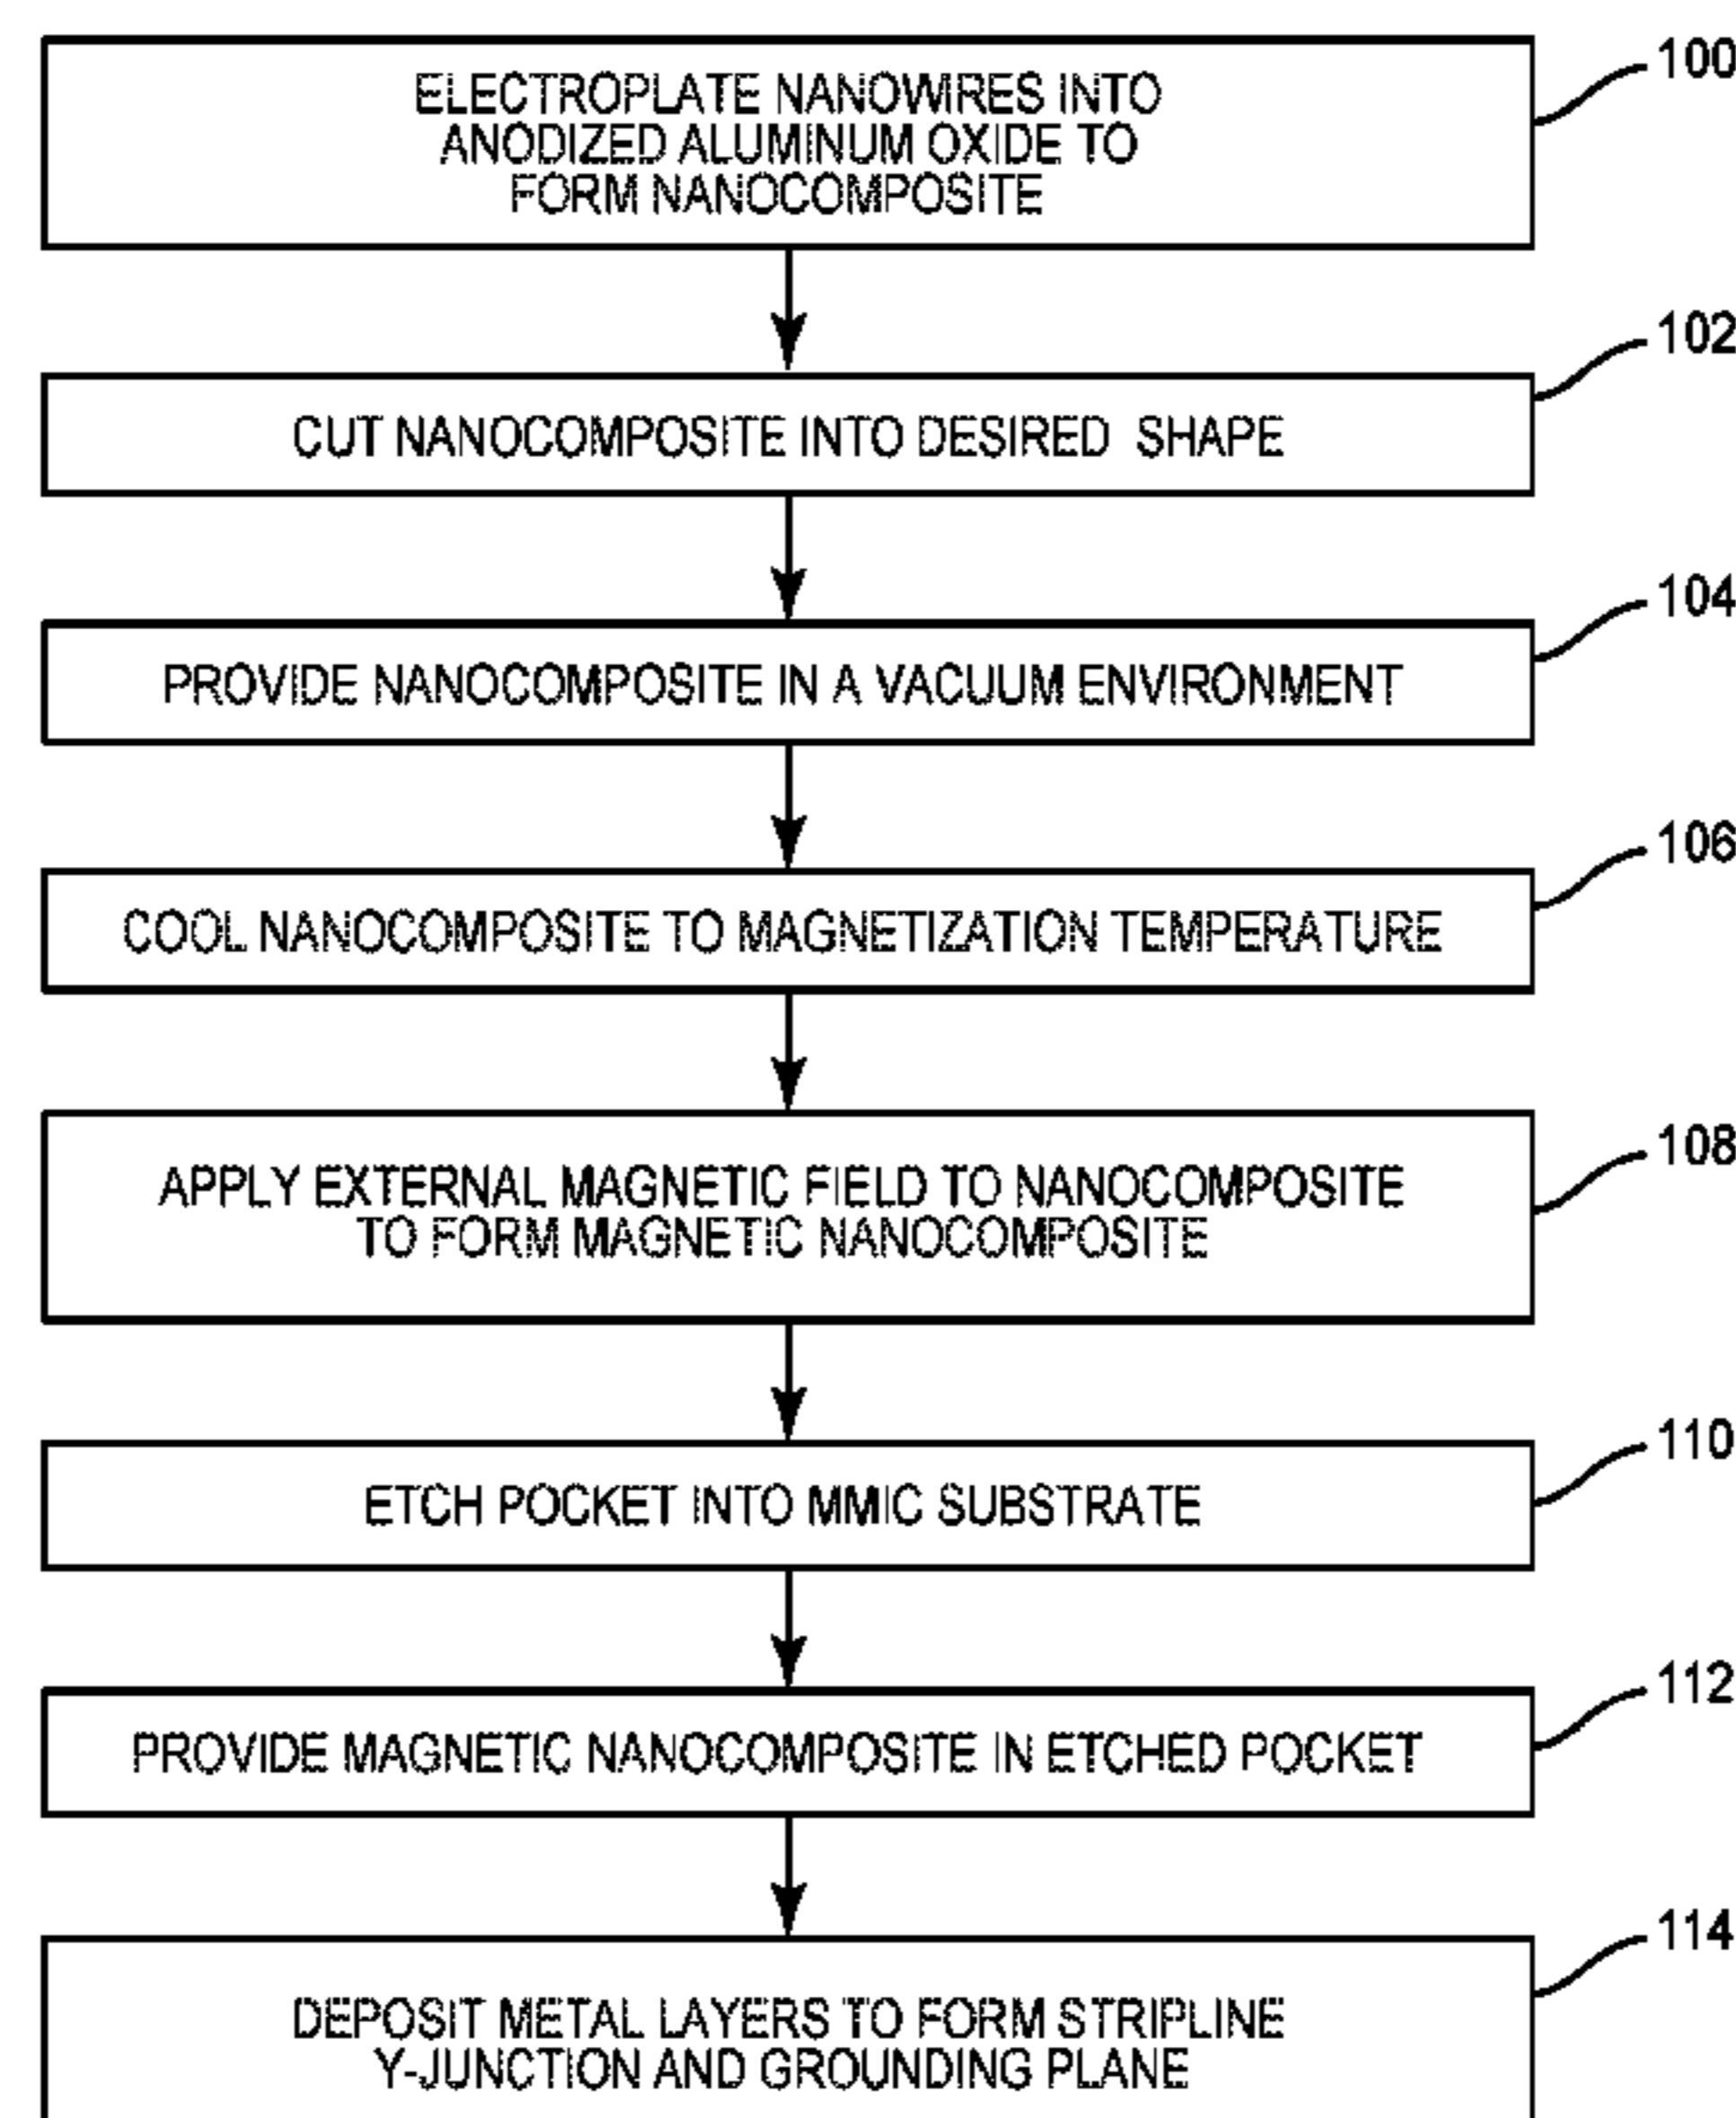 ELECTROPLATE NANOWIRES INTO
ANODIZED ALUMINUM OXIDE TO
FORM NANOCOMPOSITE
100
CUT NANOCOMPOSITE INTO DESIRED SHAPE
102
PROVIDE NANOCOMPOSITE IN A VACUUM ENVIRONMENT
104
COOL NANOCOMPOSITE TO MAGNETIZATION TEMPERATURE
106
APPLY EXTERNAL MAGNETIC FIELD TO NANOCOMPOSITE
TO FORM MAGNETIC NANOCOMPOSITE
108
ETCH POCKET INTO MMIC SUBSTRATE
110
PROVIDE MAGNETIC NANOCOMPOSITE IN ETCHED POCKET
112
DEPOSIT METAL LAYERS TO FORM STRIPLINE
Y-JUNCTION AND GROUNDING PLANE
114